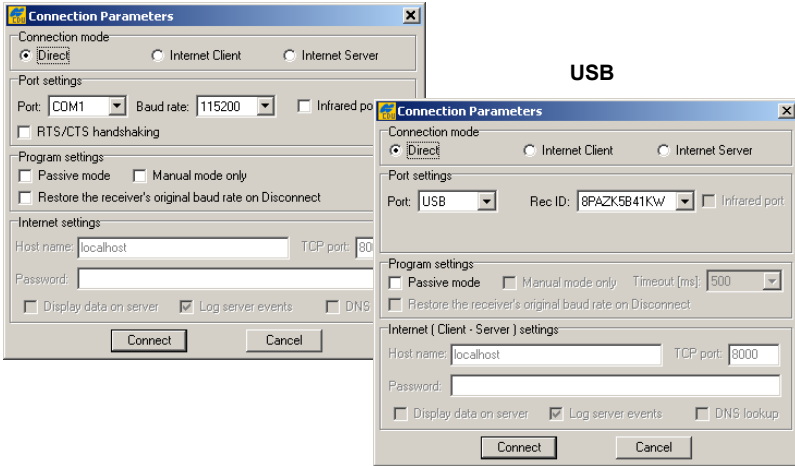 Connection Parameters
Connection mode
Direct
Internet Client
Internet Server
Port settings
Port: COM1 Baud rate: 115200 Infrared po
RTS/CTS handshaking
Program settings
Passive mode Manual mode only
Restore the receiver's original baud rate on Disconnect
Internet settings
Host name: localhost TCP port: 80
Password:
Display data on server Log server events DNS
Connect Cancel
USB
Connection Parameters
Connection mode
Direct Internet Client Internet Server
Port settings
Port: USB Rec ID: 8PAZK5B41KW Infrared port
Program settings
Passive mode Manual mode only Timeout [ms]: 500
Restore the receiver's original baud rate on Disconnect
Internet ( Client - Server ) settings
Host name: localhost TCP port: 8000
Password:
Display data on server Log server events DNS lookup
Connect Cancel